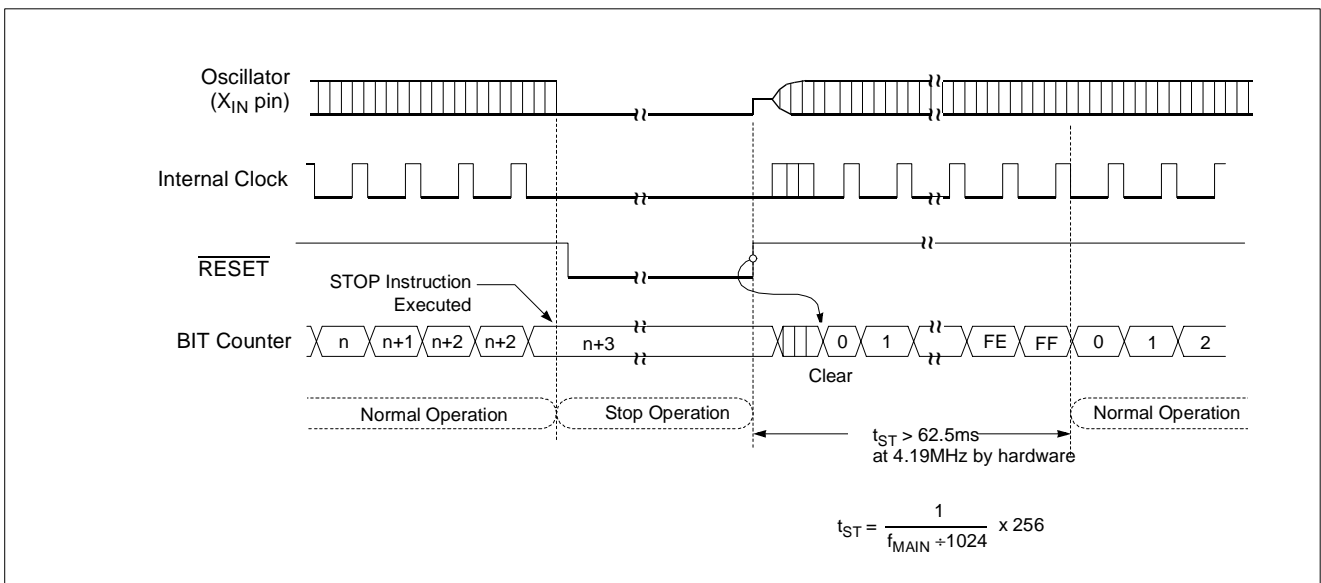 Oscillator
(XIN pin)
Internal Clock
RESET
STOP Instruction
Executed
BIT Counter
n n+1 n+2 n+2 n+3 0 1 FE FF 0 1 2
Clear
Normal Operation Stop Operation Normal Operation
tST > 62.5ms
at 4.19MHz by hardware
tST = 1 / fMAIN ÷1024 x 256